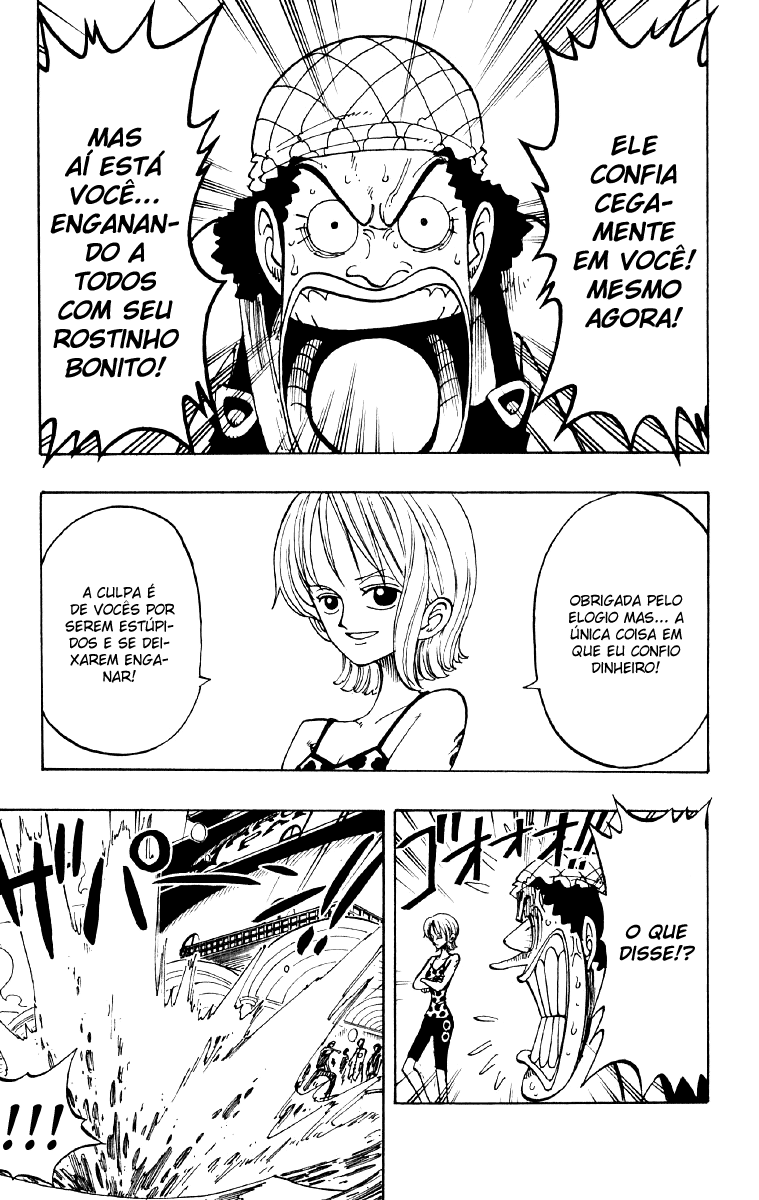 ELE
CONFIA
CEGA-
MENTE
EM VOCÊ!
MESMO
AGORA!
MAS
AÍ ESTÁ
VOCÊ...
ENGANAN-
DO A
TODOS
COM SEU
ROSTINHO
BONITO!
OBRIGADA PELO
ELOGIO MAS... A
ÚNICA COISA EM
QUE EU CONFIO
DINHEIRO!
A CULPA É
DE VOCÊS POR
SEREM ESTÚPI-
DOS E SE DEI-
XAREM ENGA-
NAR!
ゴオオオ!!
O QUE
DISSE!?
ザパーン
!!!